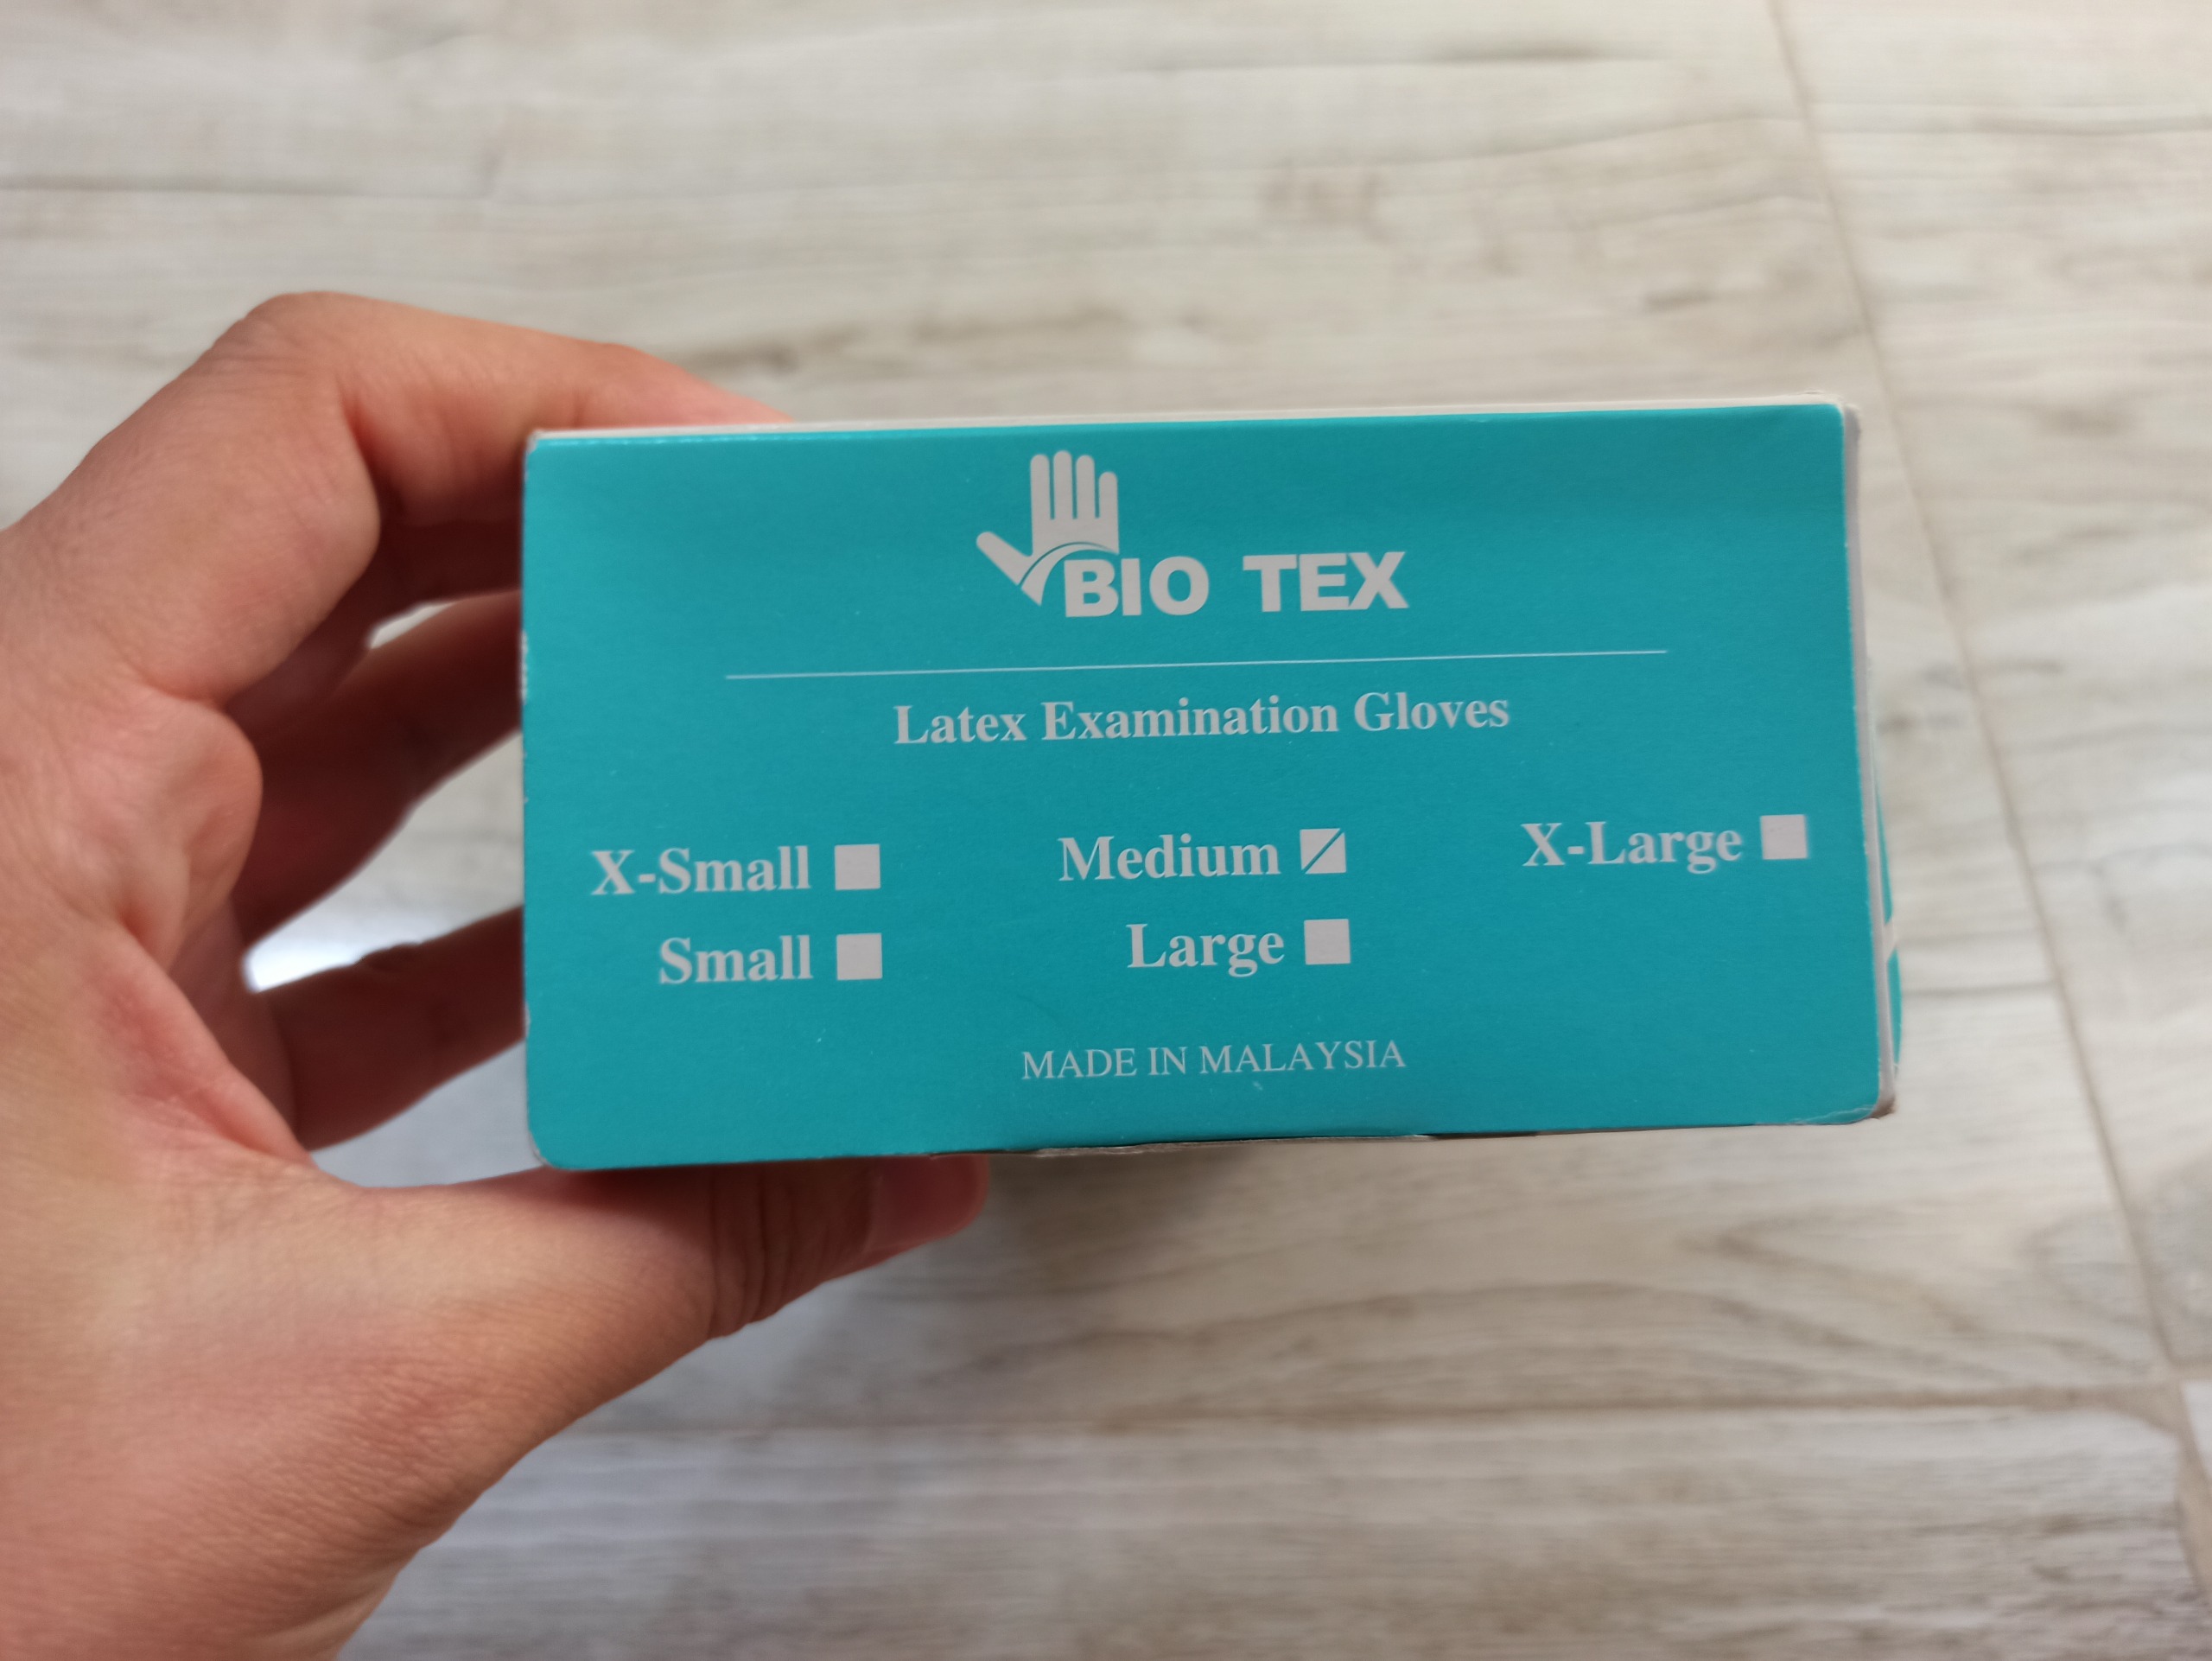 BIO TEX
Latex Examination Gloves
X-Small Medium X-Large
Small Large
MADE IN MALAYSIA